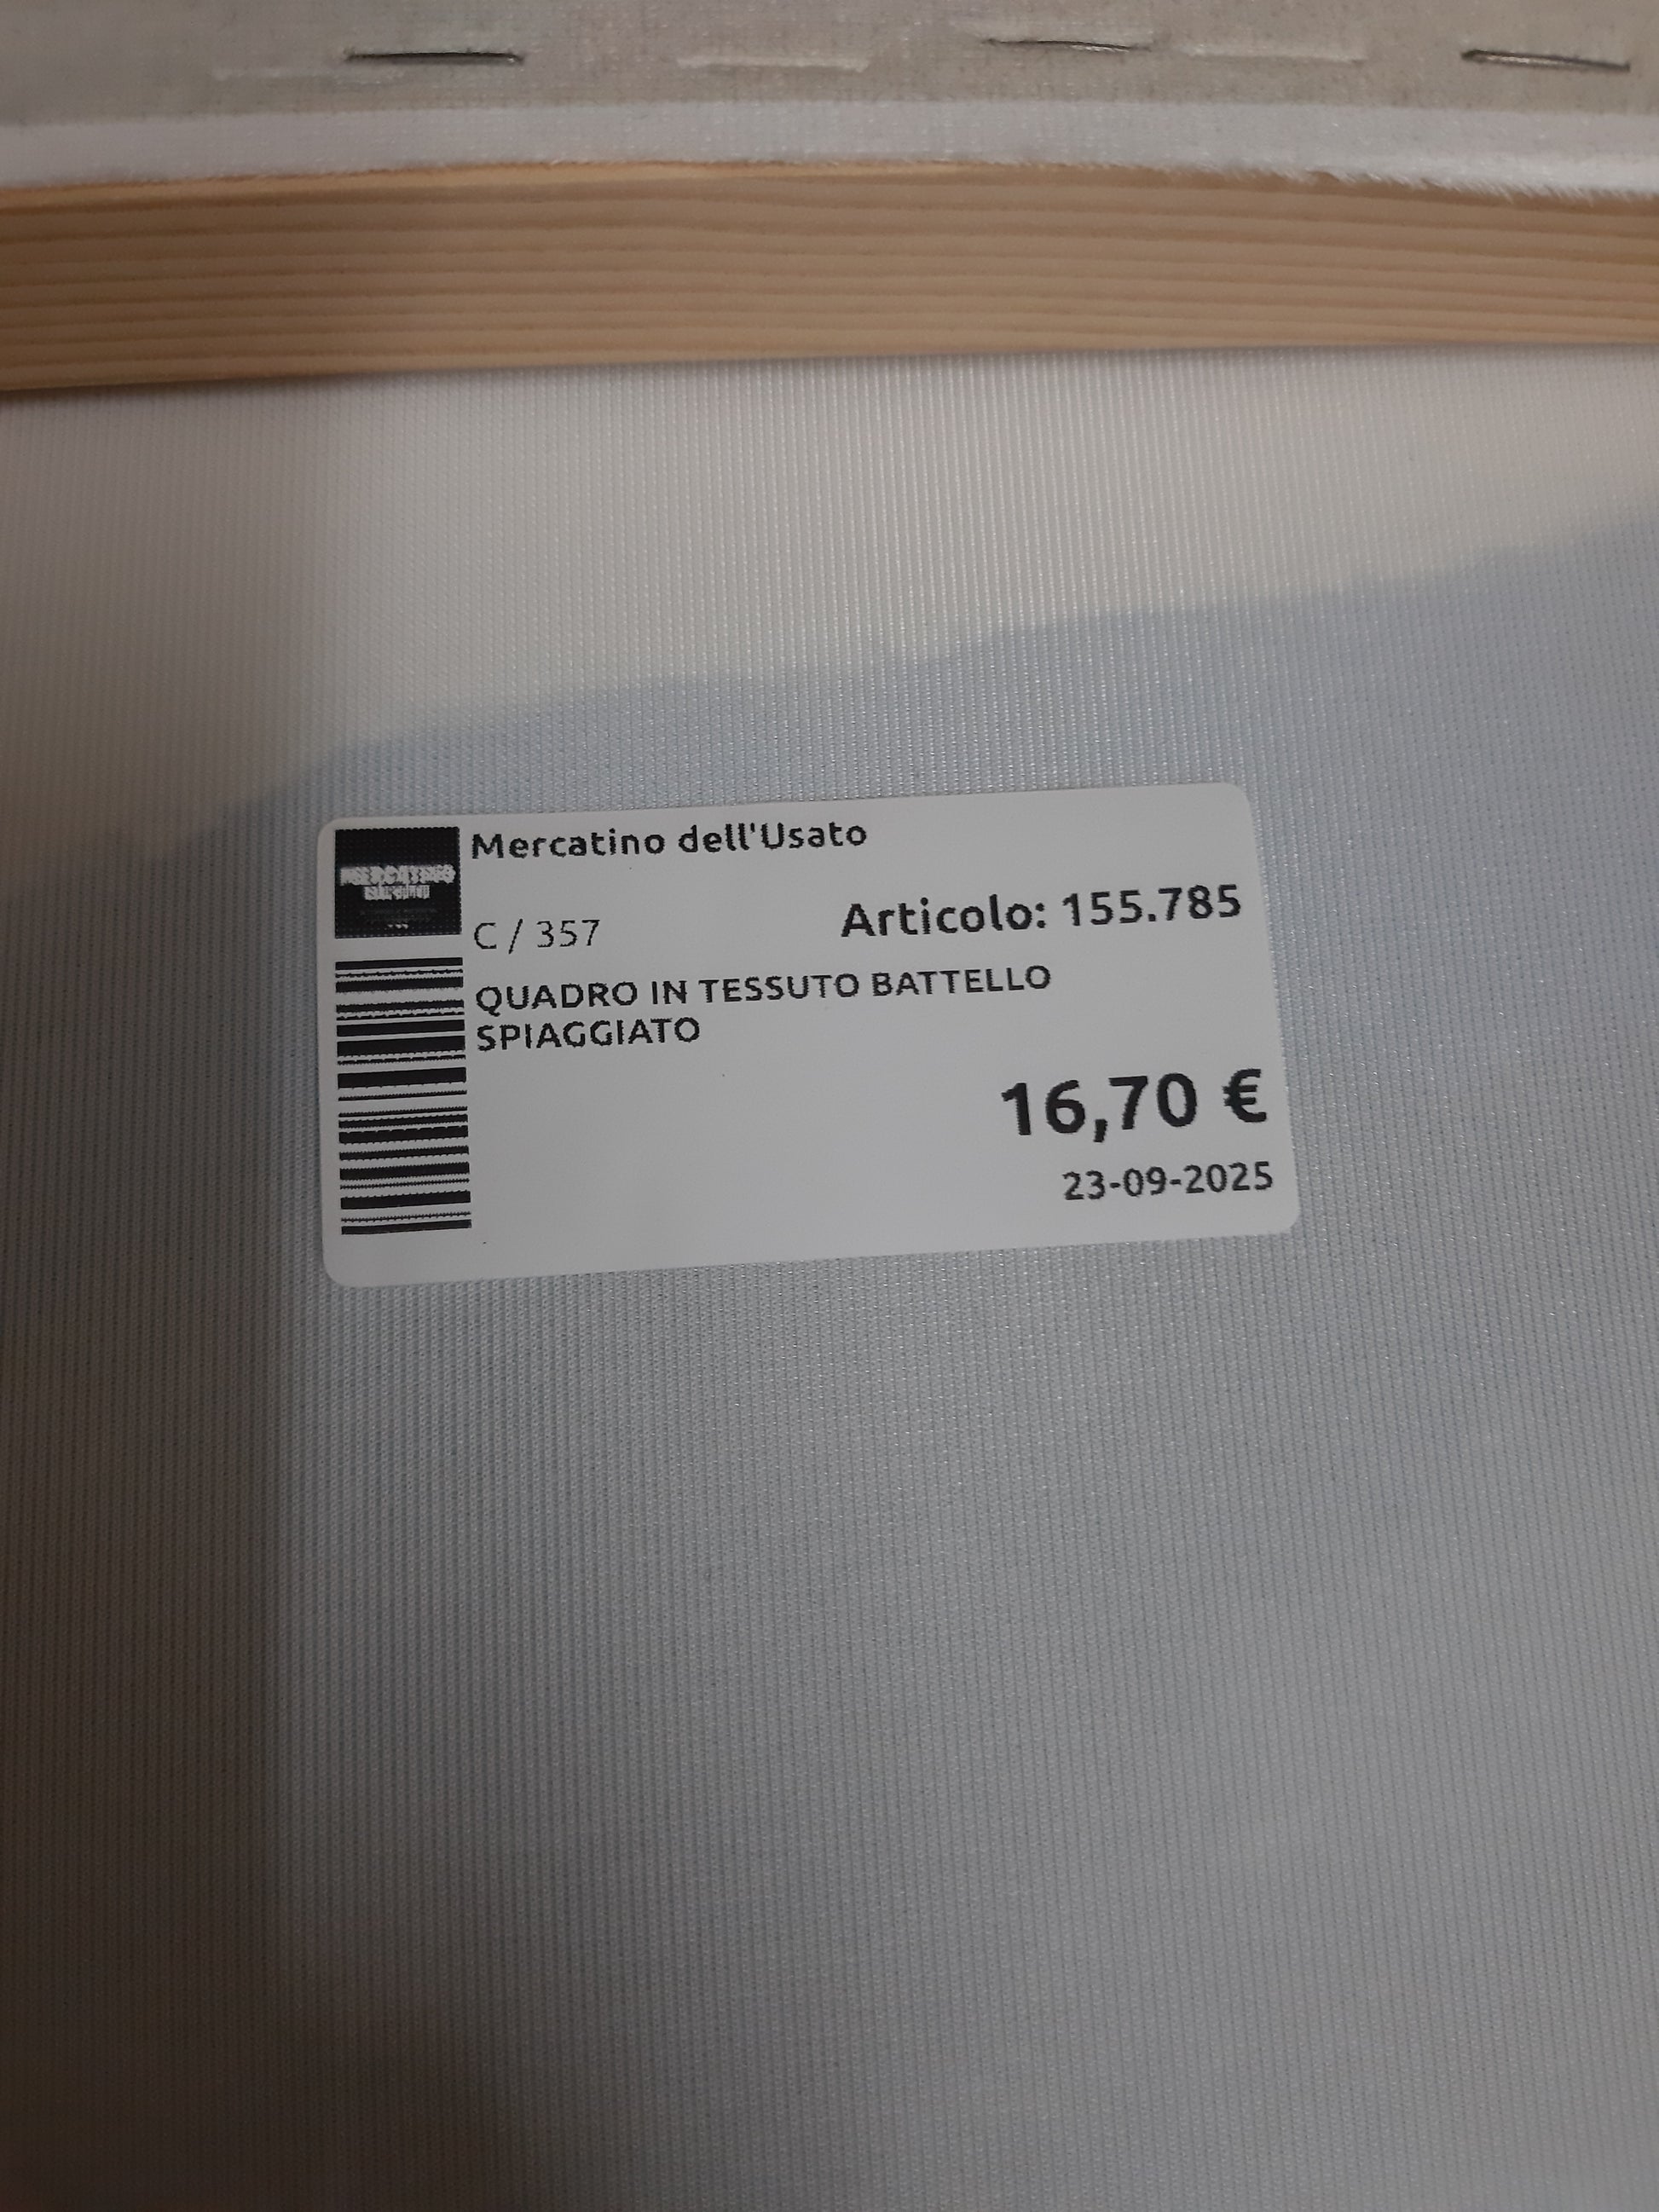 Mercatino dell'Usato
C / 357
Articolo: 155.785
QUADRO IN TESSUTO BATTELLO
SPIAGGIATO
16,70 €
23-09-2025